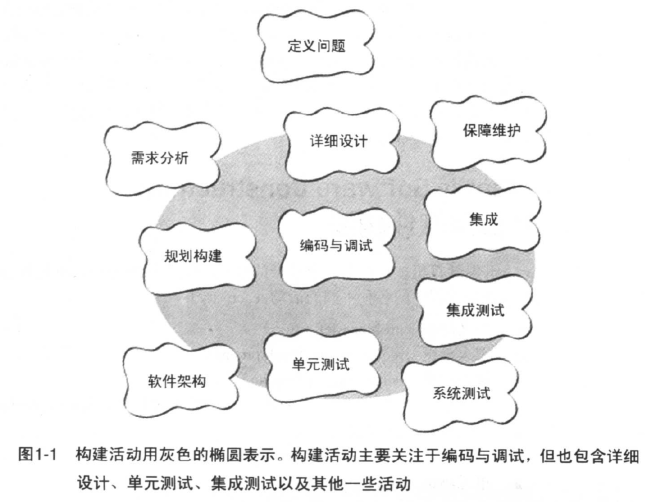 定义问题
需求分析
详细设计
保障维护
规划构建
编码与调试
集成
集成测试
软件架构
单元测试
系统测试
图1-1 构建活动用灰色的椭圆表示。构建活动主要关注于编码与调试，但也包含详细
设计、单元测试、集成测试以及其他一些活动